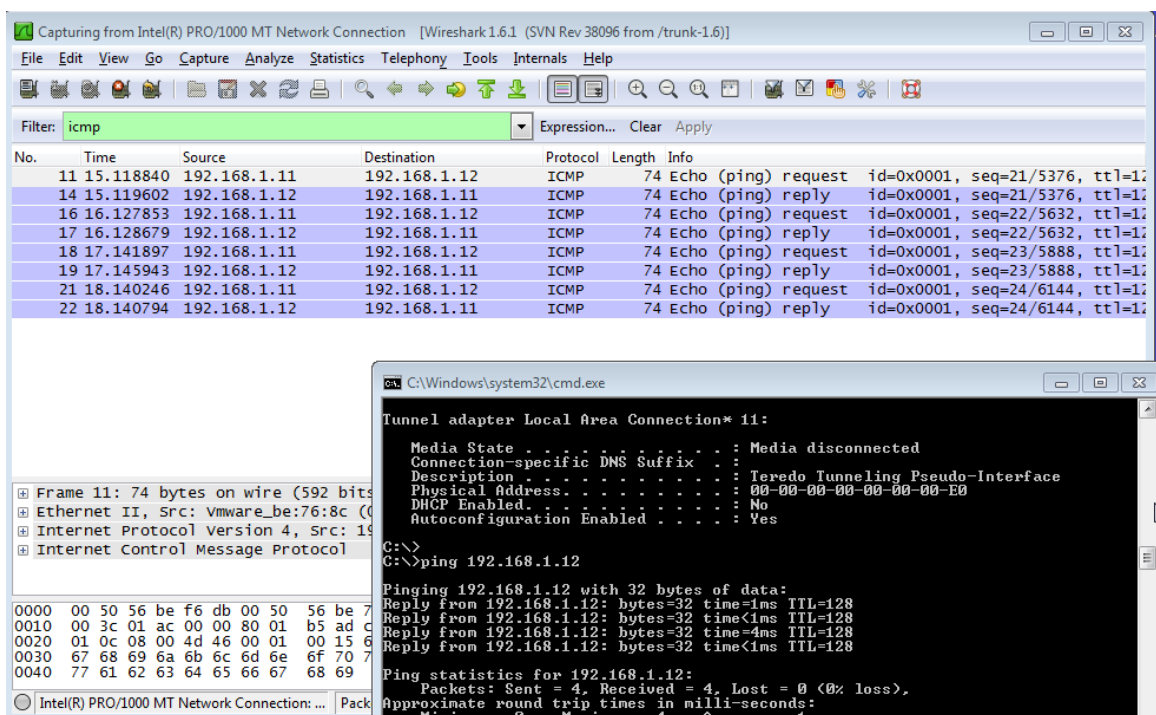 Capturing from Intel(R) PRO/1000 MT Network Connection [Wireshark 1.6.1 (SVN Rev 38096 from /trunk-1.6)]
File Edit View Go Capture Analyze Statistics Telephony Tools Internals Help
Filter: icmp Expression... Clear Apply
No. Time Source Destination Protocol Length Info
11 15.118840 192.168.1.11 192.168.1.12 ICMP 74 Echo (ping) request id=0x0001, seq=21/5376, ttl=12
14 15.119602 192.168.1.12 192.168.1.11 ICMP 74 Echo (ping) reply id=0x0001, seq=21/5376, ttl=12
16 16.127853 192.168.1.11 192.168.1.12 ICMP 74 Echo (ping) request id=0x0001, seq=22/5632, ttl=12
17 16.128679 192.168.1.12 192.168.1.11 ICMP 74 Echo (ping) reply id=0x0001, seq=22/5632, ttl=12
18 17.141897 192.168.1.11 192.168.1.12 ICMP 74 Echo (ping) request id=0x0001, seq=23/5888, ttl=12
19 17.145943 192.168.1.12 192.168.1.11 ICMP 74 Echo (ping) reply id=0x0001, seq=23/5888, ttl=12
21 18.140246 192.168.1.11 192.168.1.12 ICMP 74 Echo (ping) request id=0x0001, seq=24/6144, ttl=12
22 18.140794 192.168.1.12 192.168.1.11 ICMP 74 Echo (ping) reply id=0x0001, seq=24/6144, ttl=12
Frame 11: 74 bytes on wire (592 bits
Ethernet II, Src: Vmware_be:76:8c (
Internet Protocol Version 4, Src: 19
Internet Control Message Protocol
0000 00 50 56 be f6 db 00 50 56 be 7
0010 00 3c 01 ac 00 00 80 01 b5 ad c
0020 01 0c 08 00 4d 46 00 01 00 15 6
0030 67 68 69 6a 6b 6c 6d 6e 6f 70 7
0040 77 61 62 63 64 65 66 67 68 69
Intel(R) PRO/1000 MT Network Connection: ... Pack
C:\Windows\system32\cmd.exe
Tunnel adapter Local Area Connection* 11:
Media State . . . . . . . . . . . : Media disconnected
Connection-specific DNS Suffix . :
Description . . . . . . . . . . . : Teredo Tunneling Pseudo-Interface
Physical Address. . . . . . . . . : 00-00-00-00-00-00-00-E0
DHCP Enabled. . . . . . . . . . . : No
Autoconfiguration Enabled . . . . : Yes
C:\>
C:\>ping 192.168.1.12
Pinging 192.168.1.12 with 32 bytes of data:
Reply from 192.168.1.12: bytes=32 time=1ms TTL=128
Reply from 192.168.1.12: bytes=32 time<1ms TTL=128
Reply from 192.168.1.12: bytes=32 time=4ms TTL=128
Reply from 192.168.1.12: bytes=32 time<1ms TTL=128
Ping statistics for 192.168.1.12:
Packets: Sent = 4, Received = 4, Lost = 0 (0% loss),
Approximate round trip times in milli-seconds: